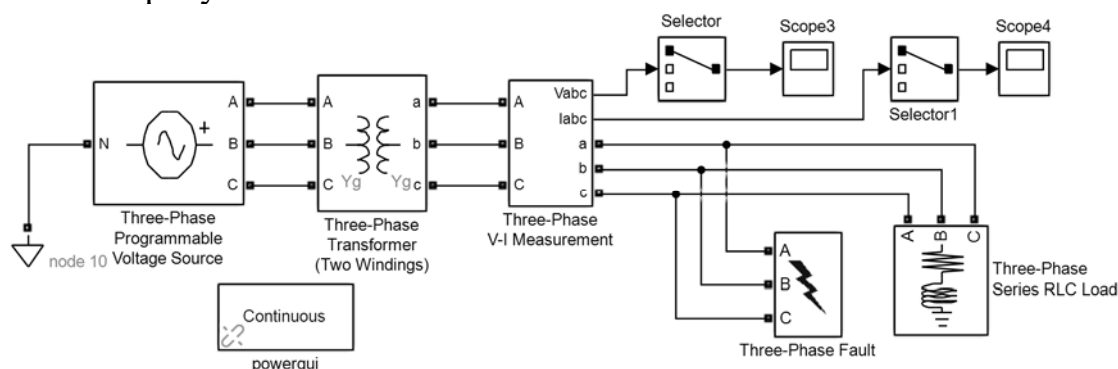 Selector
Scope3
Scope4
Vabc
Iabc
Selector1
N
A
B
C
A
B
C
a
b
c
Yg
Yg
A
B
C
a
b
c
Three-Phase
Programmable
Voltage Source
Three-Phase
Transformer
(Two Windings)
Three-Phase
V-I Measurement
node 10
A
B
C
Three-Phase Fault
A
B
C
Three-Phase
Series RLC Load
Continuous
powergui